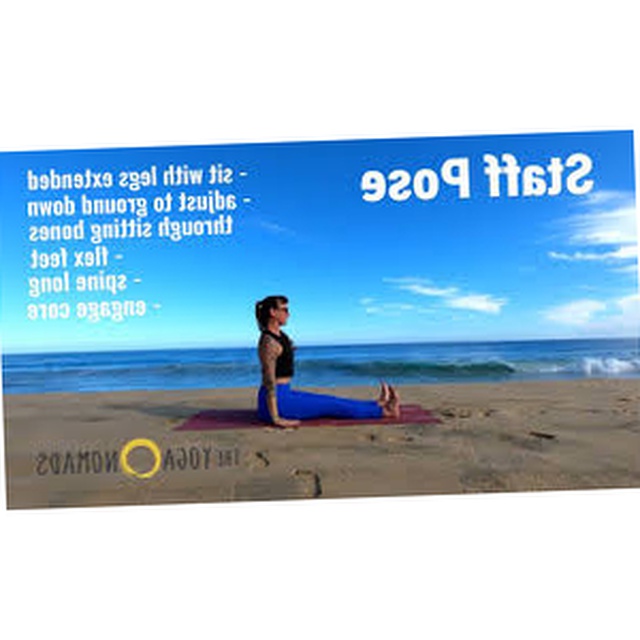 Staff Pose
- sit with legs extended
- adjust to ground down
through sitting bones
- flex feet
- spine long
- engage core
THE YOGA NOMADS